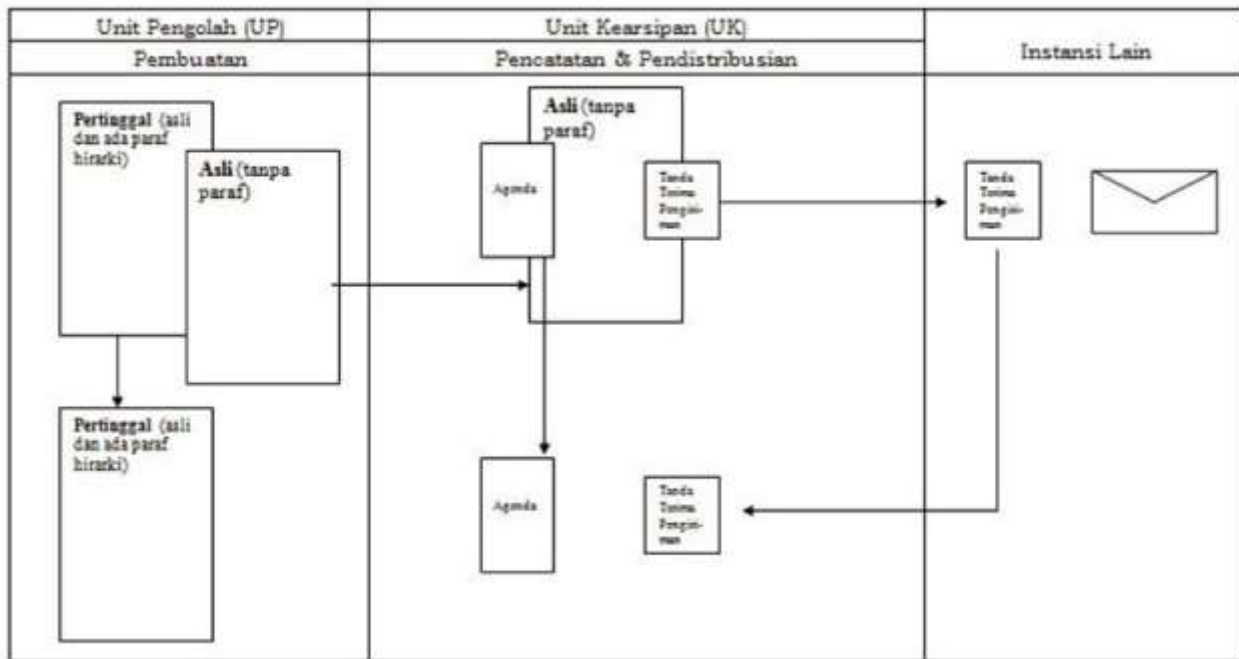 Unit Pengolah (UP)
Unit Kearsipan (UK)
Instansi Lain
Pembuatan
Pencatatan & Pendistribusian
Pertinggal (asli
dan ada paraf
hirarki)
Asli (tanpa
paraf)
Asli (tanpa
paraf)
Agenda
Tanda
Terima
Pengiri-
man
Tanda
Terima
Pengiri-
man
Pertinggal (asli
dan ada paraf
hirarki)
Agenda
Tanda
Terima
Pengiri-
man